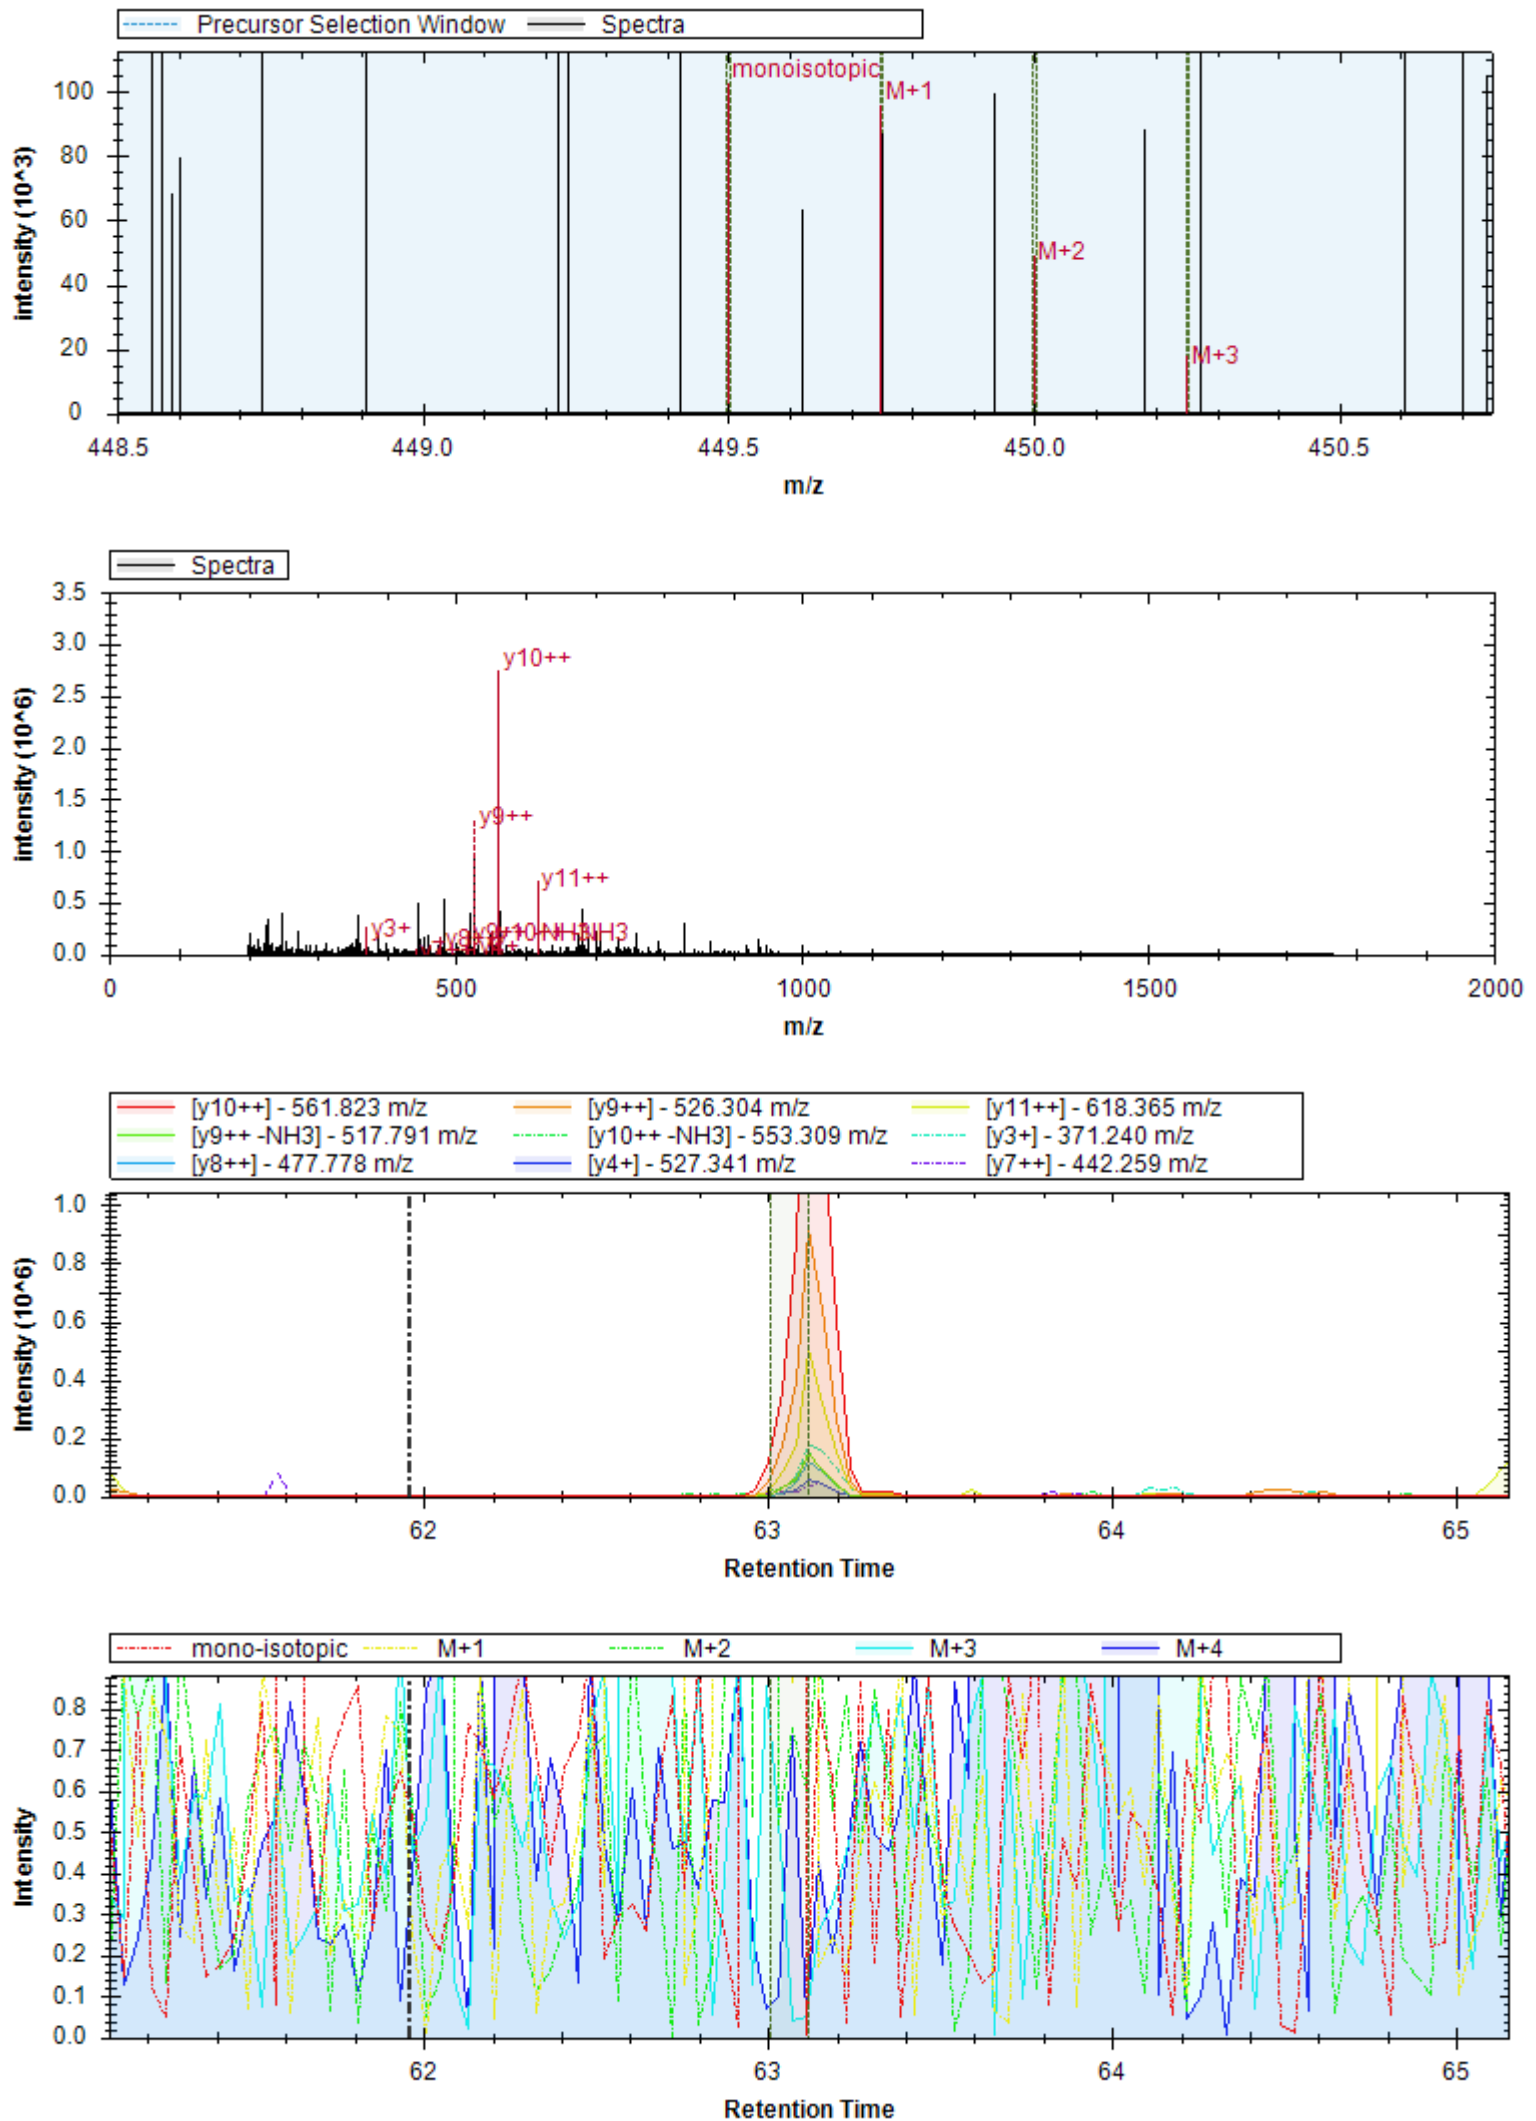 Precursor Selection Window Spectra
monoisotopic
M+1
M+2
M+3
100
80
60
40
20
0
intensity (10^3)
448.5 449.0 449.5 450.0 450.5
m/z
Spectra
3.5
3.0
2.5
2.0
1.5
1.0
0.5
0.0
intensity (10^6)
y10++
y9++
y11++
y3+
0 500 1000 1500 2000
m/z
[y10++] - 561.823 m/z [y9++] - 526.304 m/z [y11++] - 618.365 m/z
[y9++ -NH3] - 517.791 m/z [y10++ -NH3] - 553.309 m/z [y3+] - 371.240 m/z
[y8++] - 477.778 m/z [y4+] - 527.341 m/z [y7++] - 442.259 m/z
1.0
0.8
0.6
0.4
0.2
0.0
Intensity (10^6)
62 63 64 65
Retention Time
mono-isotopic M+1 M+2 M+3 M+4
0.8
0.7
0.6
0.5
0.4
0.3
0.2
0.1
0.0
Intensity
62 63 64 65
Retention Time